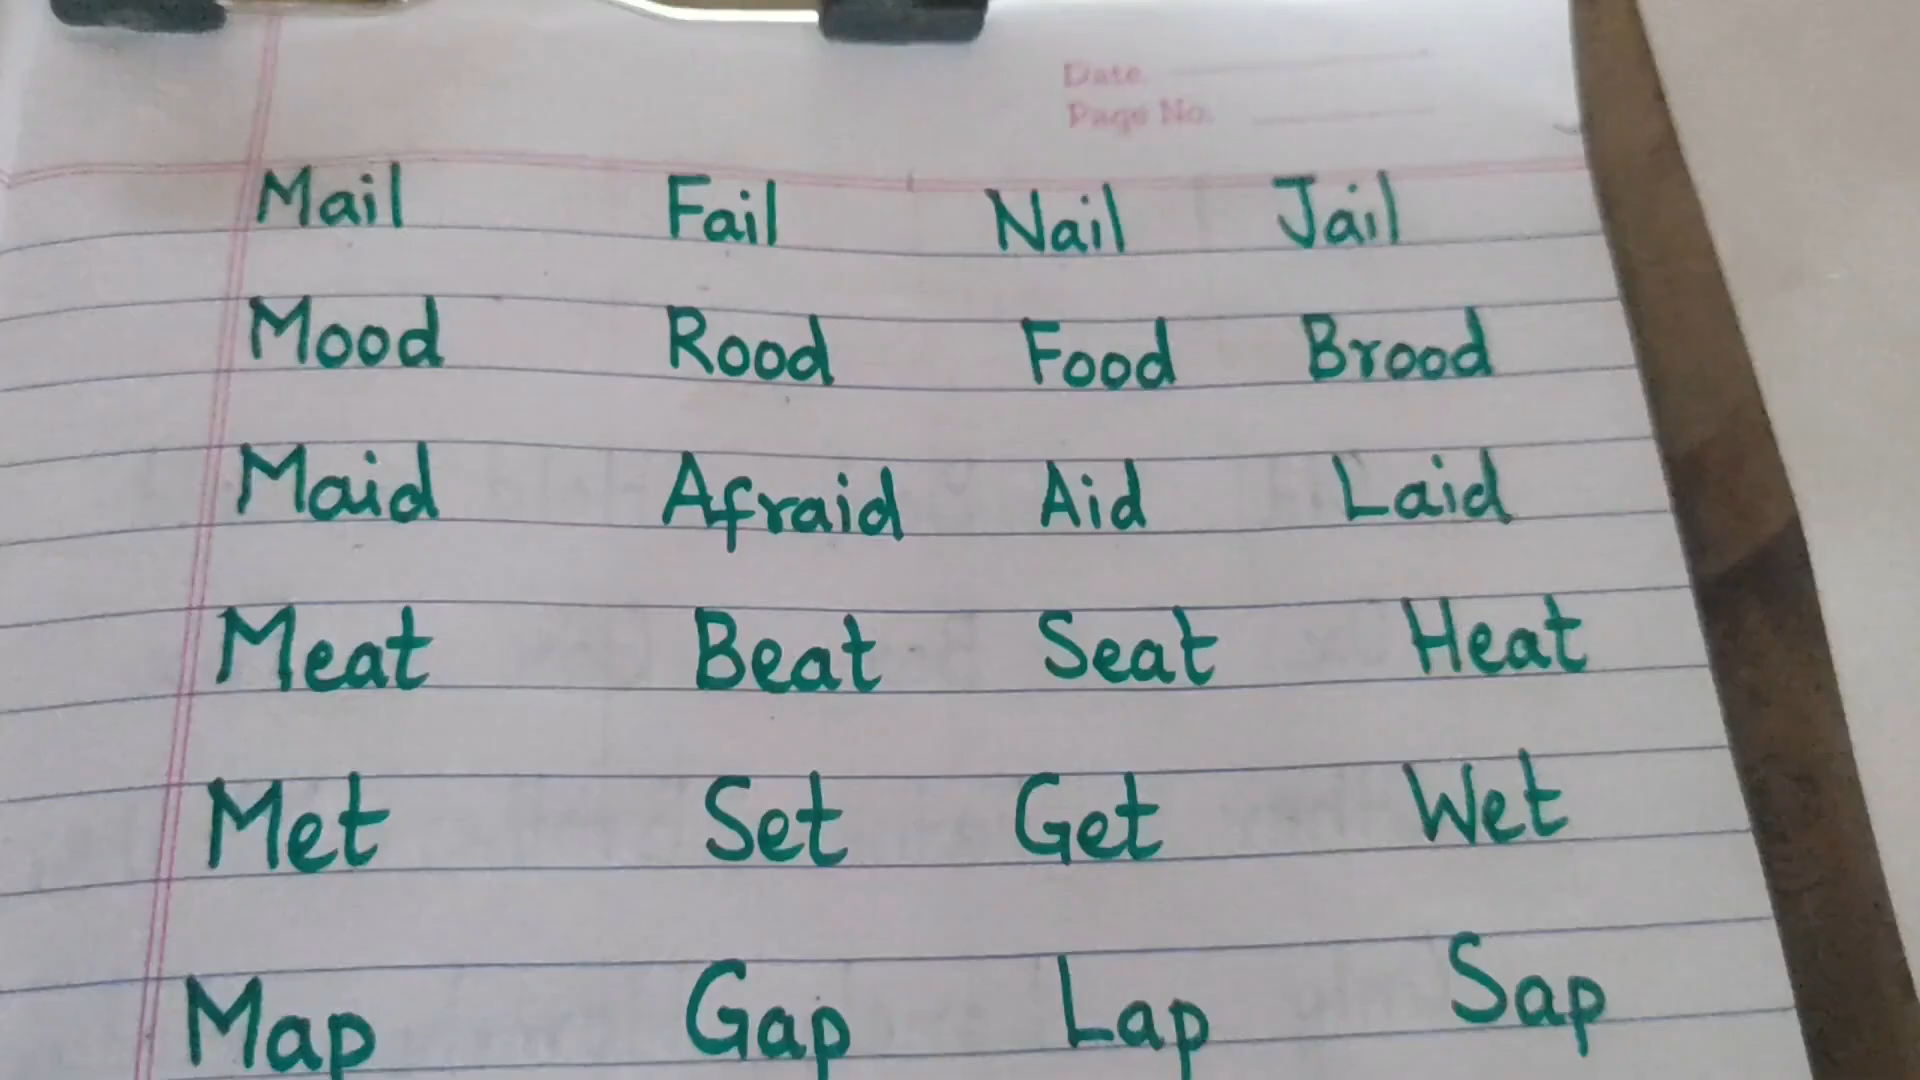 Date
Page No.
Mail Fail Nail Jail
Mood Rood Food Brood
Maid Afraid Aid Laid
Meat Beat Seat Heat
Met Set Get Wet
Map Gap Lap Sap